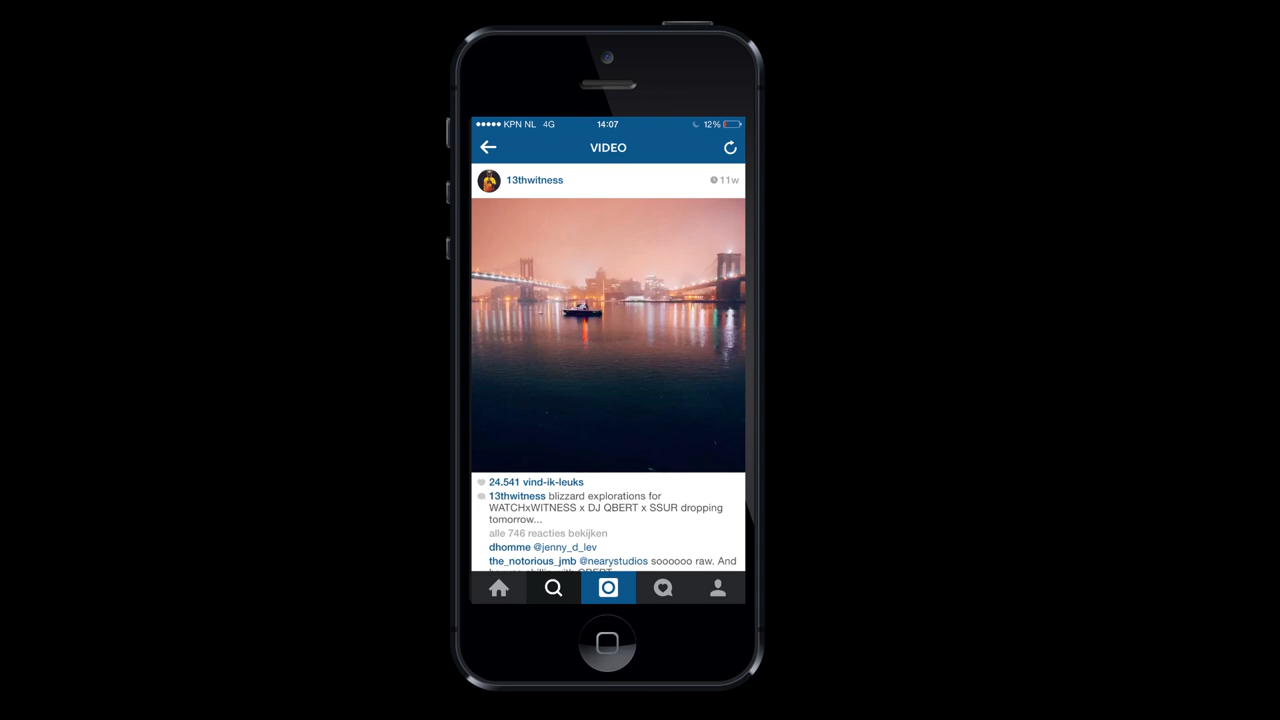 KPN NL 4G 14:07 12%
VIDEO
13thwitness 11w
24.541 vind-ik-leuks
13thwitness blizzard explorations for
WATCHxWITNESS x DJ QBERT x SSUR dropping
tomorrow...
alle 746 reacties bekijken
dhomme @jenny_d_lev
the_notorious_jmb @nearystudios soooooo raw. And